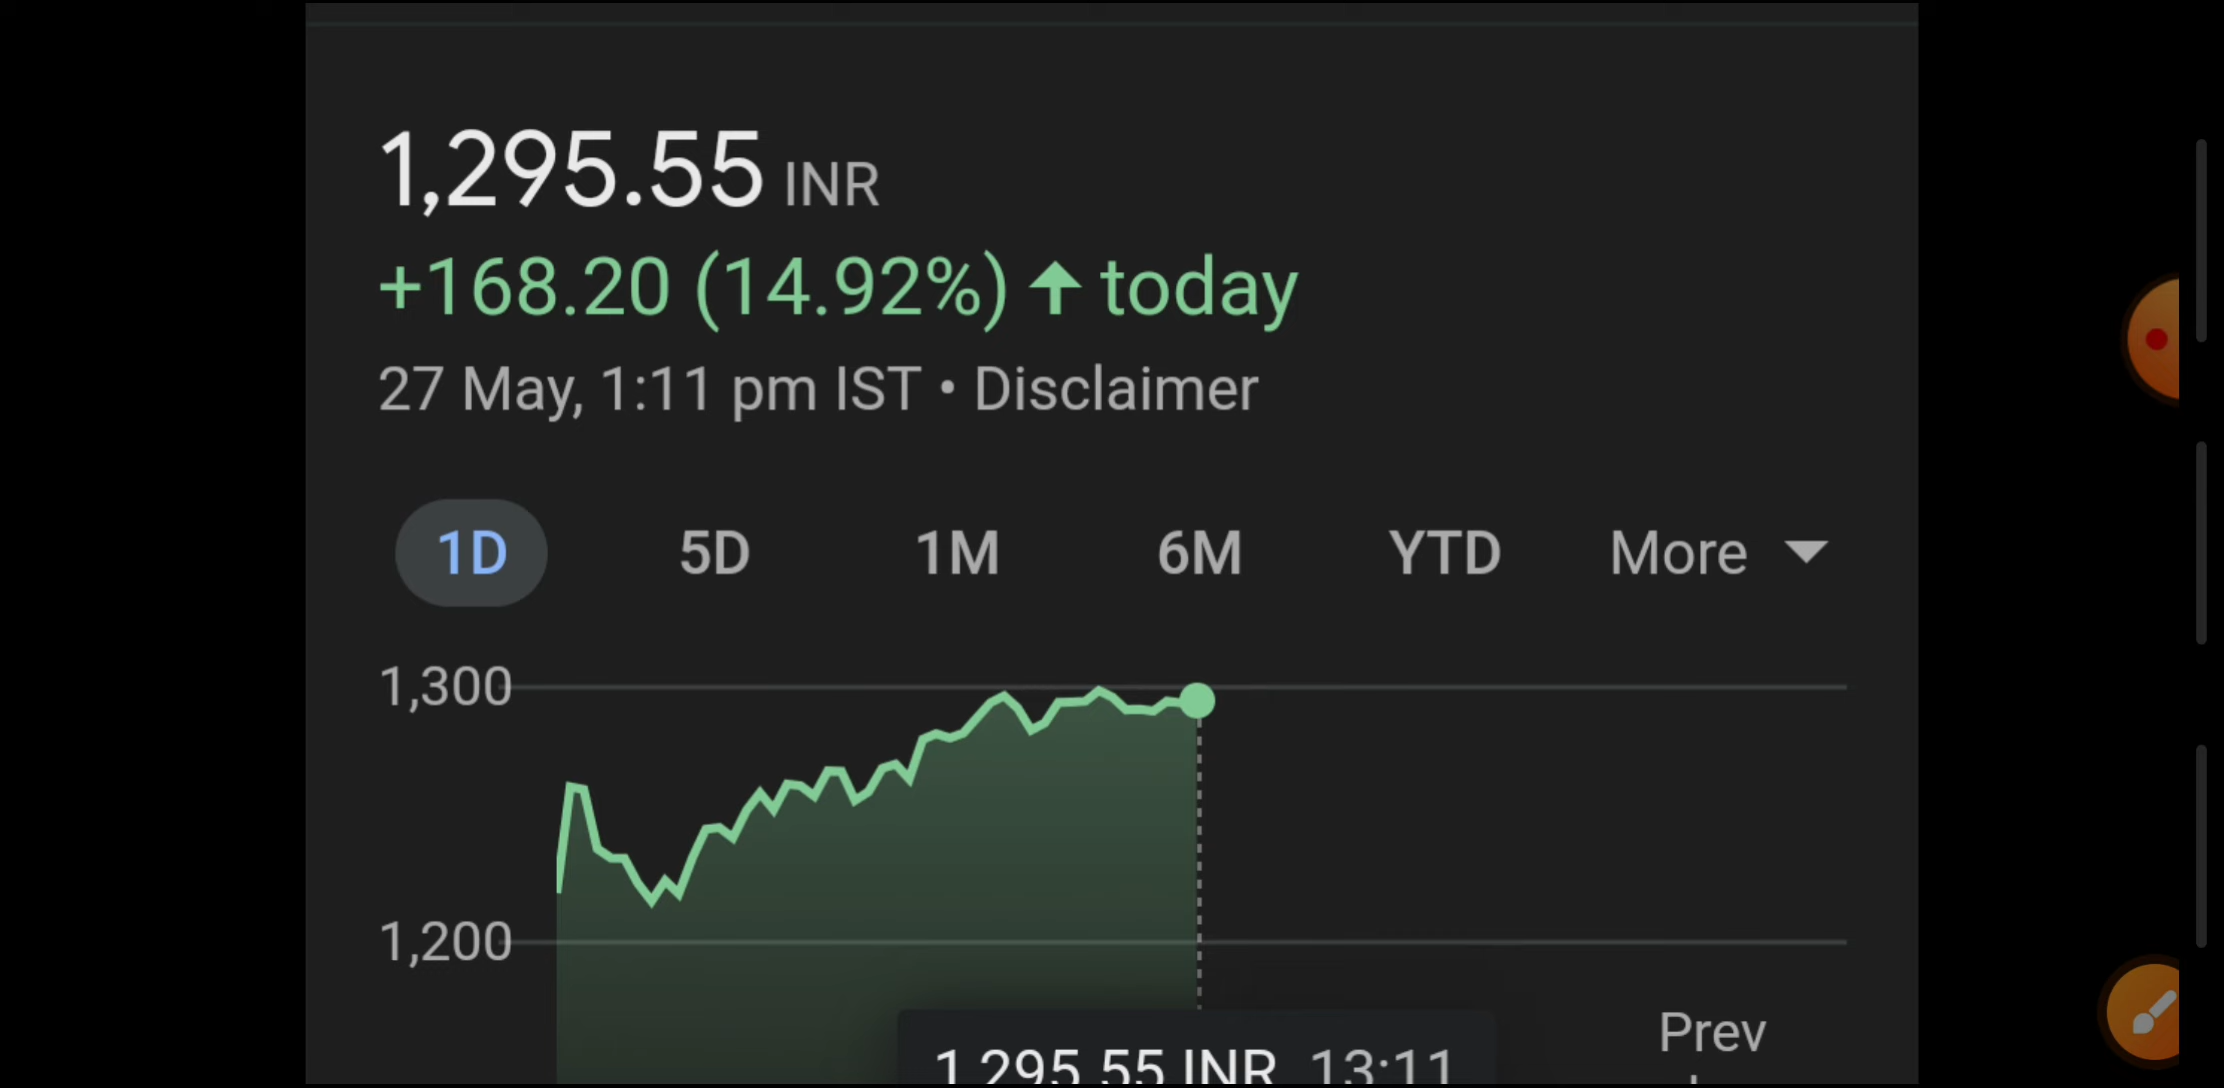 1,295.55 INR
+168.20 (14.92%) ↑ today
27 May, 1:11 pm IST • Disclaimer
1D 5D 1M 6M YTD More
1,300
1,200
Prev
1,295.55 INR 13:11